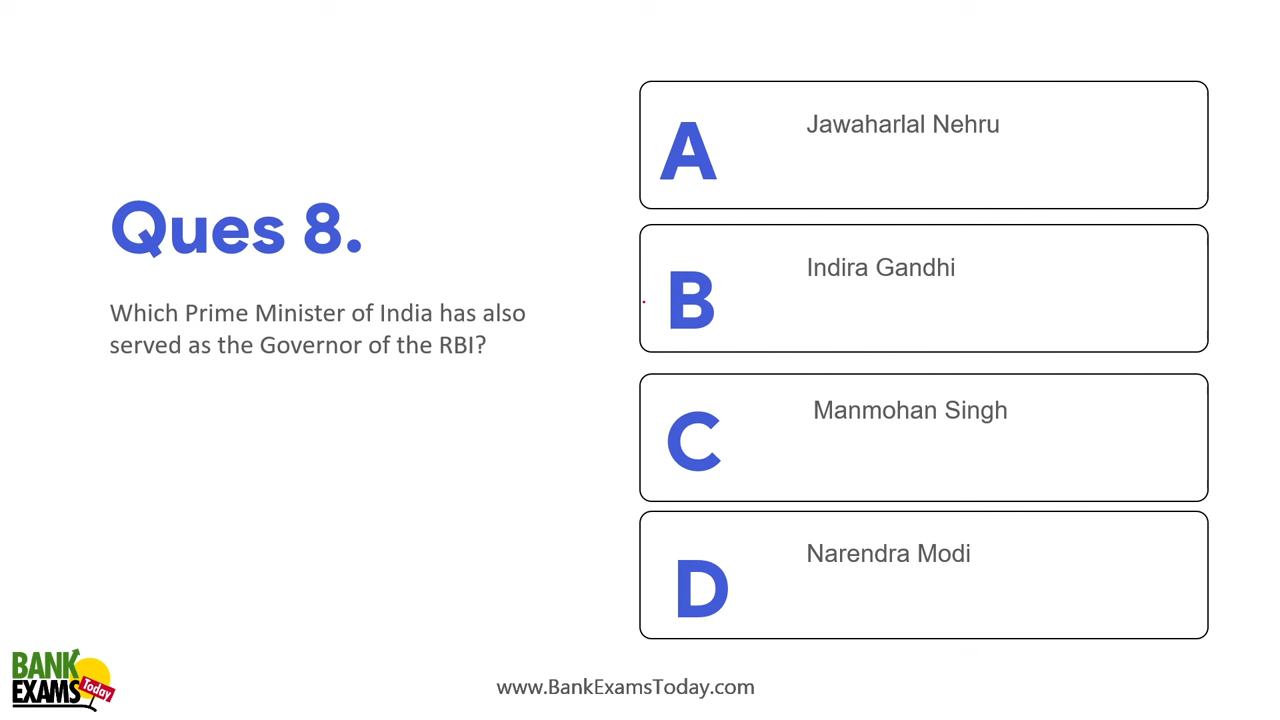 Ques 8.
Which Prime Minister of India has also
served as the Governor of the RBI?
A
Jawaharlal Nehru
B
Indira Gandhi
C
Manmohan Singh
D
Narendra Modi
BANK
EXAMS
Today
www.BankExamsToday.com